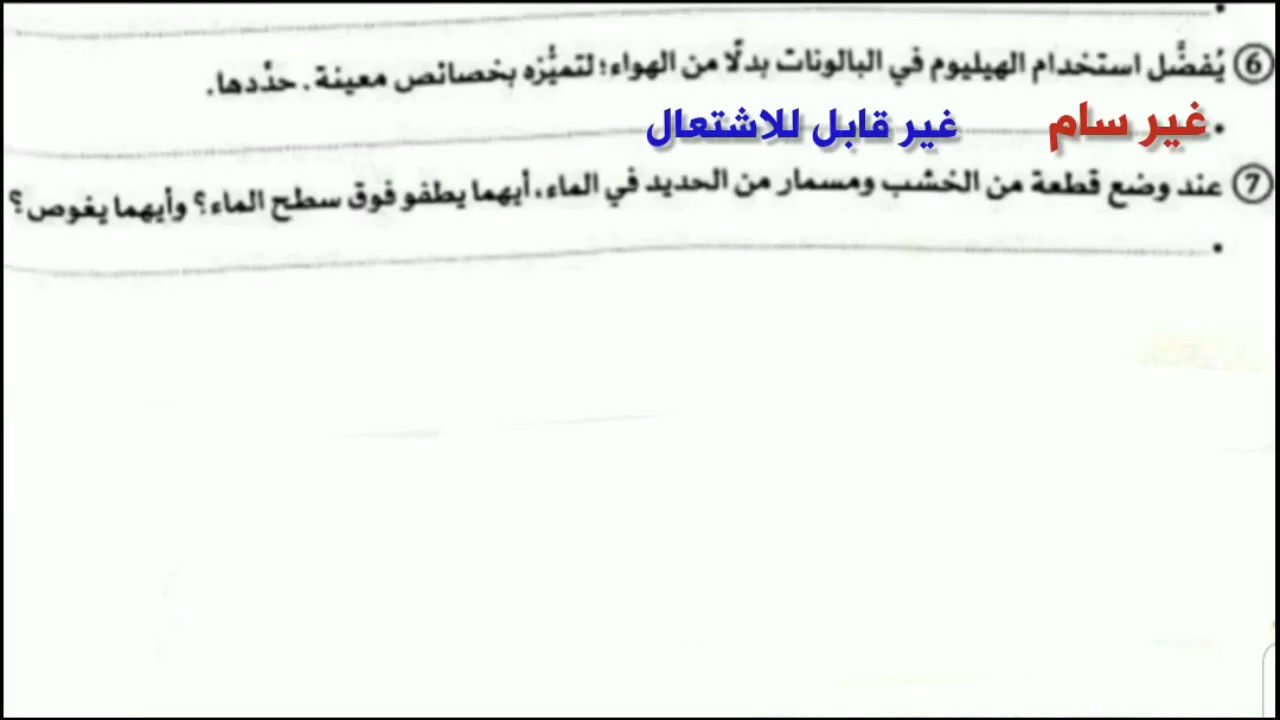 ⑥ يُفضَّل استخدام الهيليوم في البالونات بدلًا من الهواء؛ لتميُّزه بخصائص معينة. حدِّدها.
• غير سام غير قابل للاشتعال
⑦ عند وضع قطعة من الخشب ومسمار من الحديد في الماء، أيهما يطفو فوق سطح الماء؟ وأيهما يغوص؟